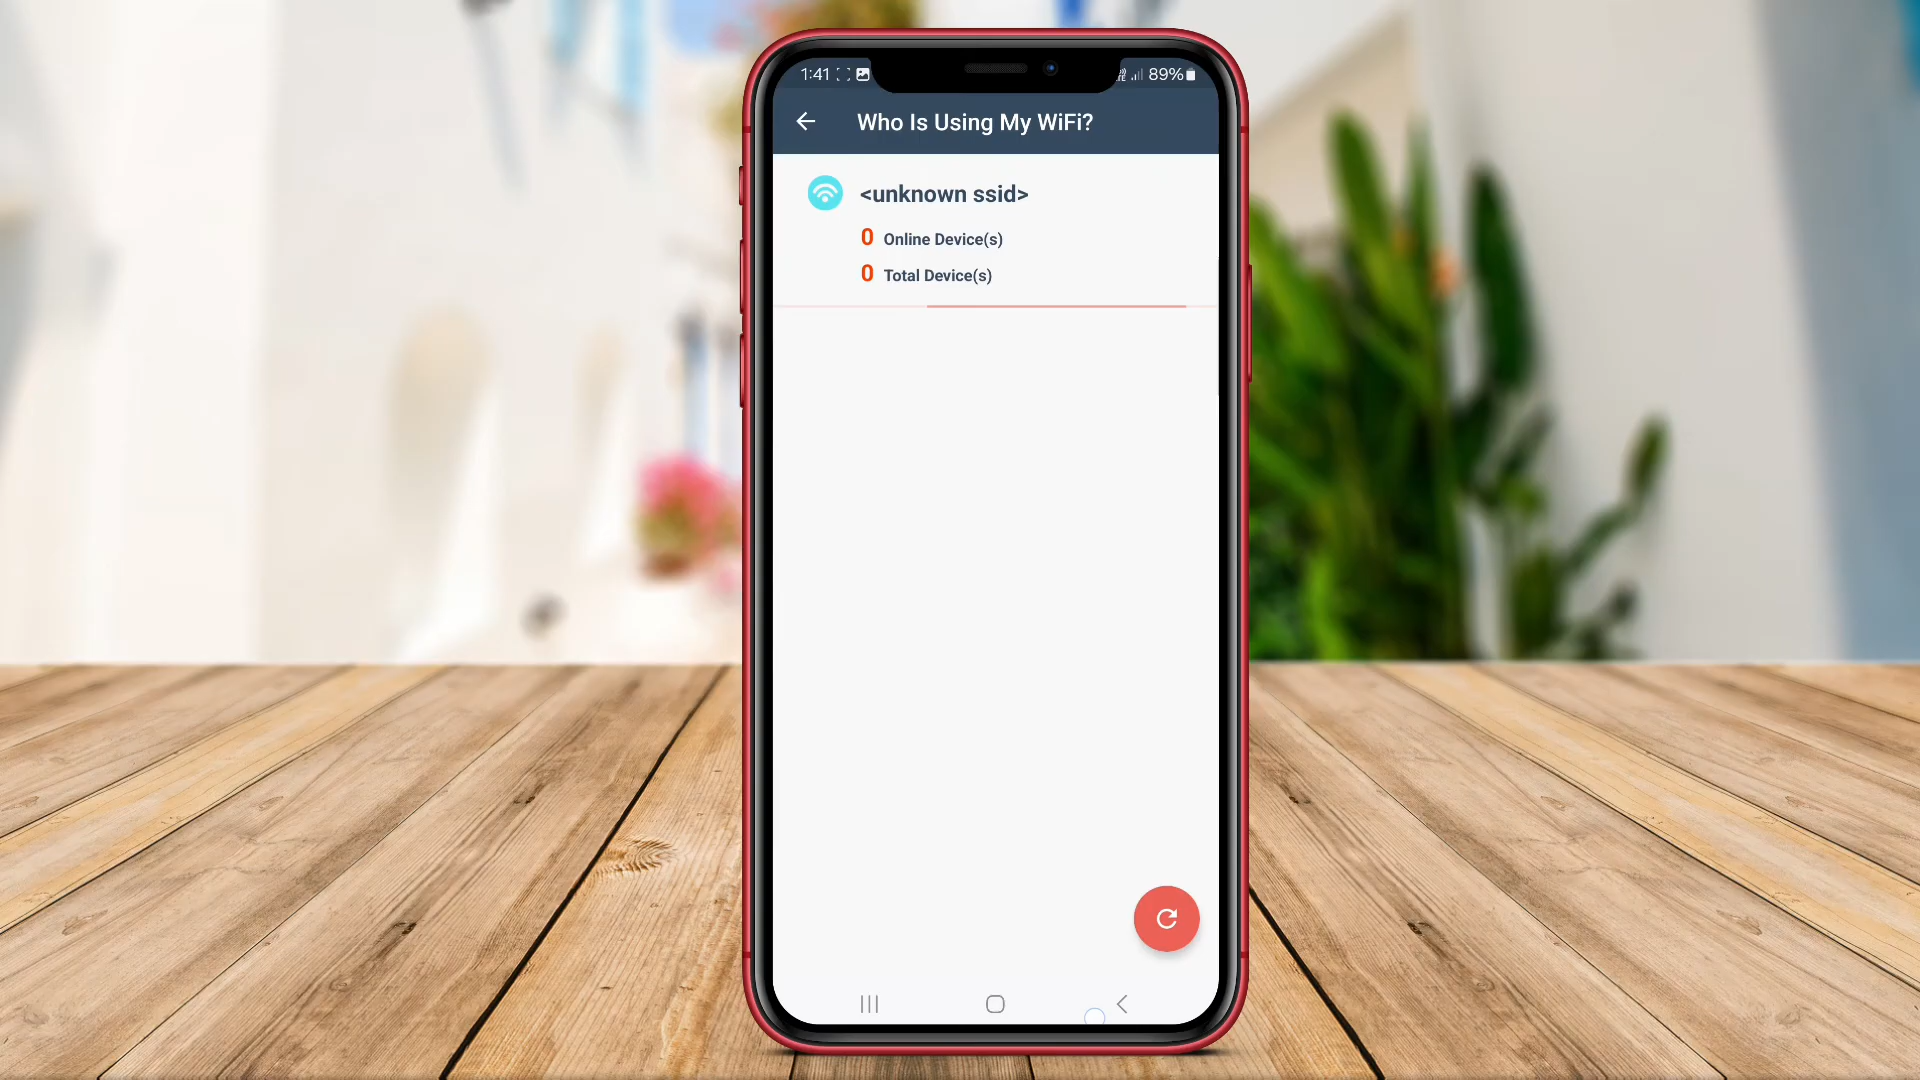 1:41 89%
Who Is Using My WiFi?
<unknown ssid>
0 Online Device(s)
0 Total Device(s)